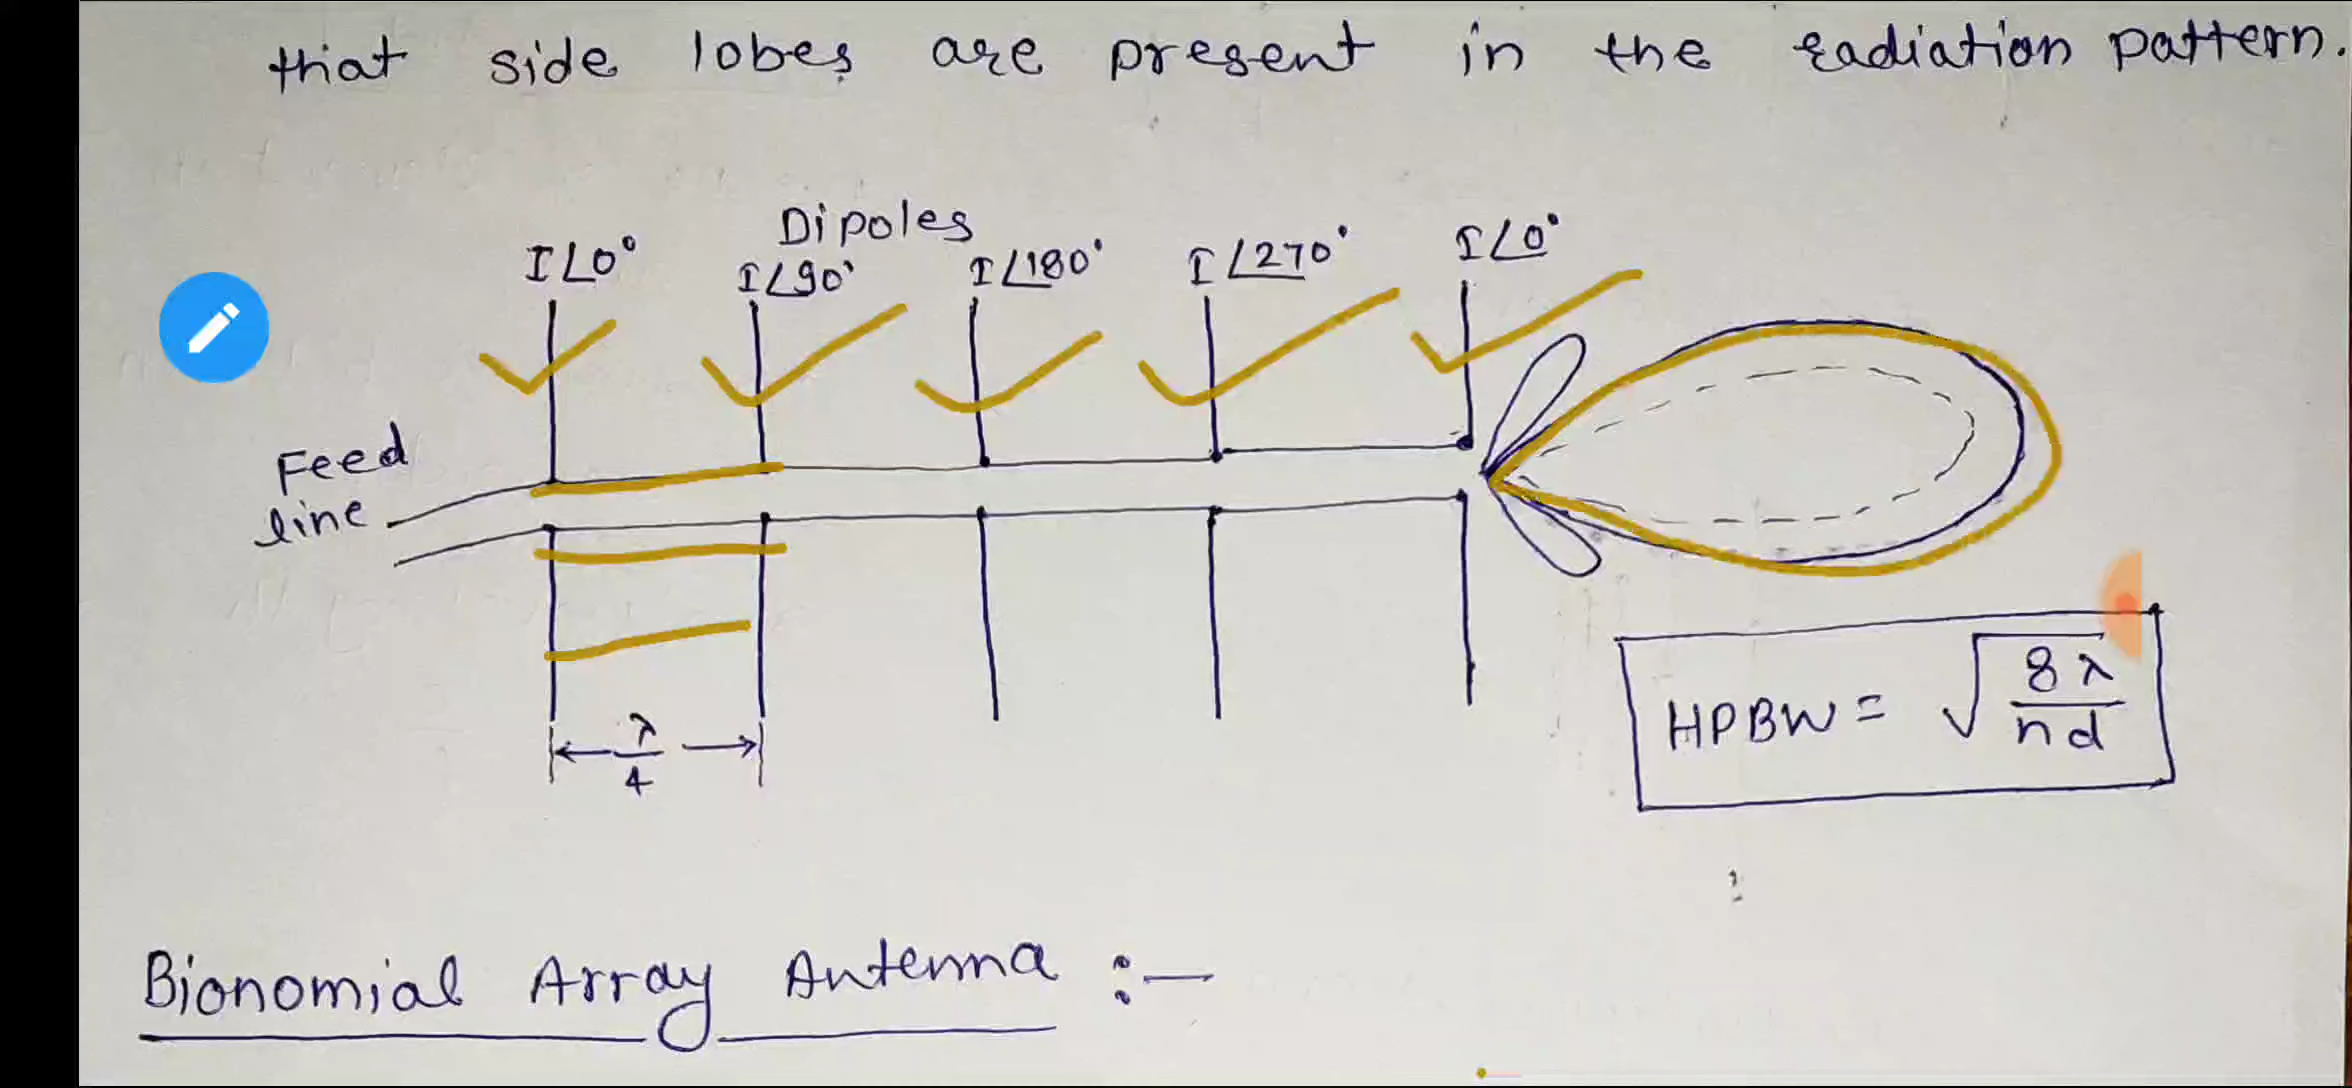 that side lobes are present in the radiation pattern.
Dipoles
I∠0° I∠90° I∠180° I∠270° I∠0°
Feed
line
λ/4
HPBW = √(8λ/nd)
Bionomial Array Antenna :-